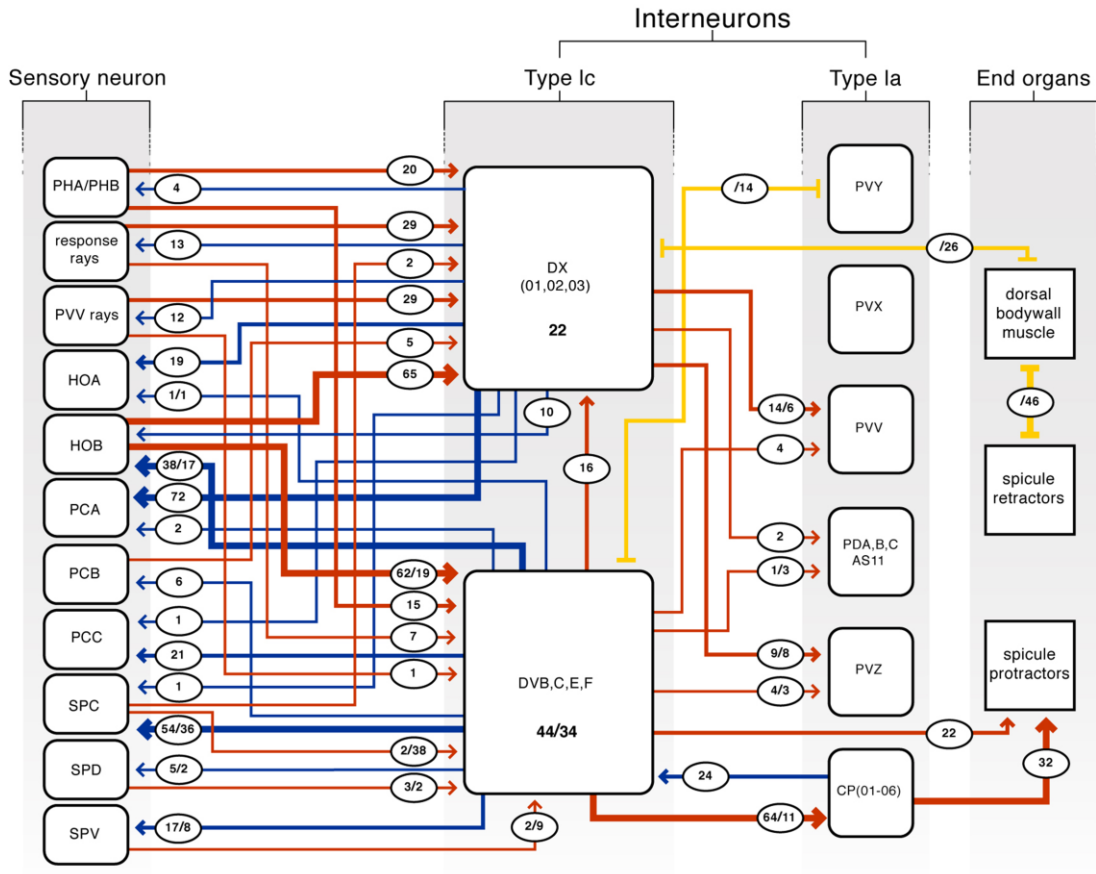 Interneurons
Sensory neuron
Type Ic
Type Ia
End organs
PHA/PHB
response
rays
PVV rays
HOA
HOB
PCA
PCB
PCC
SPC
SPD
SPV
20
4
29
13
2
29
12
5
19
65
1/1
10
38/17
72
2
62/19
6
15
1
7
21
1
1
54/36
2/38
5/2
3/2
17/8
2/9
DX
(01,02,03)
22
16
DVB,C,E,F
44/34
/14
/26
14/6
4
2
1/3
9/8
4/3
22
24
64/11
32
/46
PVY
PVX
PVV
PDA,B,C
AS11
PVZ
CP(01-06)
dorsal
bodywall
muscle
spicule
retractors
spicule
protractors